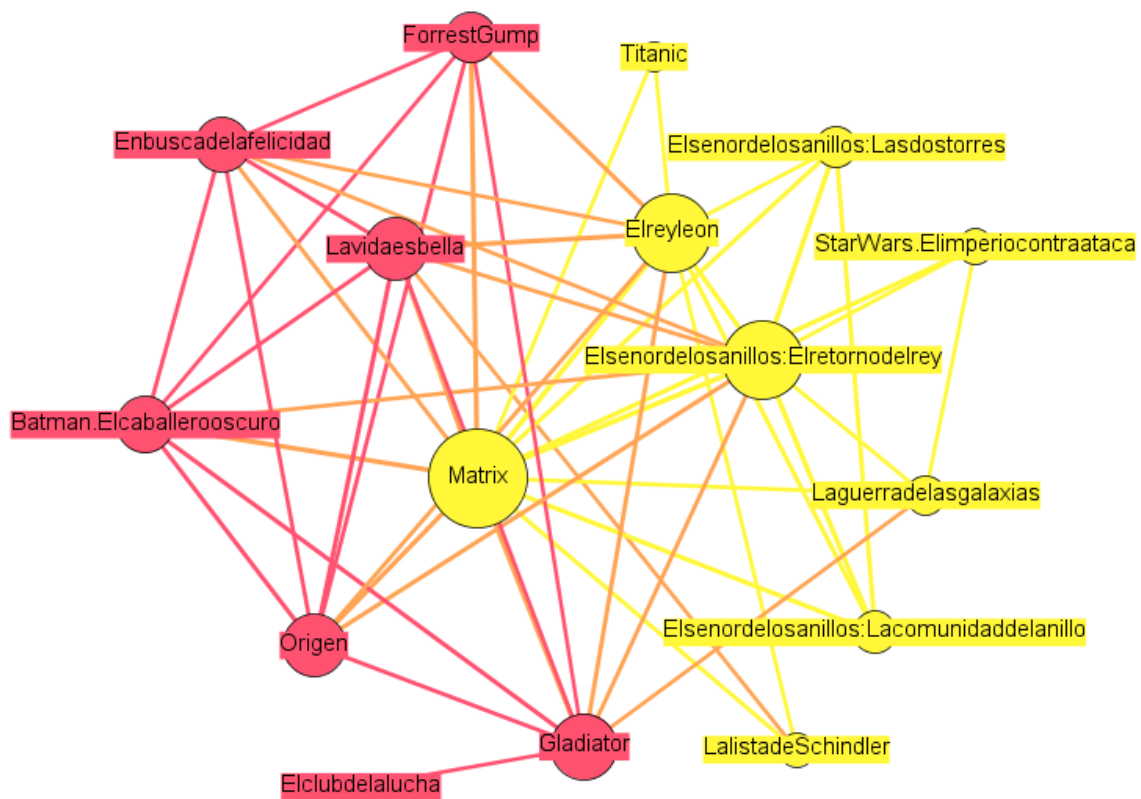 ForrestGump
Titanic
Enbuscadelafelicidad
Elsenordelosanillos:Lasdostorres
Elreyleon
Lavidaesbella
StarWars.Elimperiocontraataca
Elsenordelosanillos:Elretornodelrey
Batman.Elcaballerooscuro
Matrix
Laguerradelasgalaxias
Elsenordelosanillos:Lacomunidaddelanillo
Origen
Gladiator
LalistadeSchindler
Elclubdelalucha